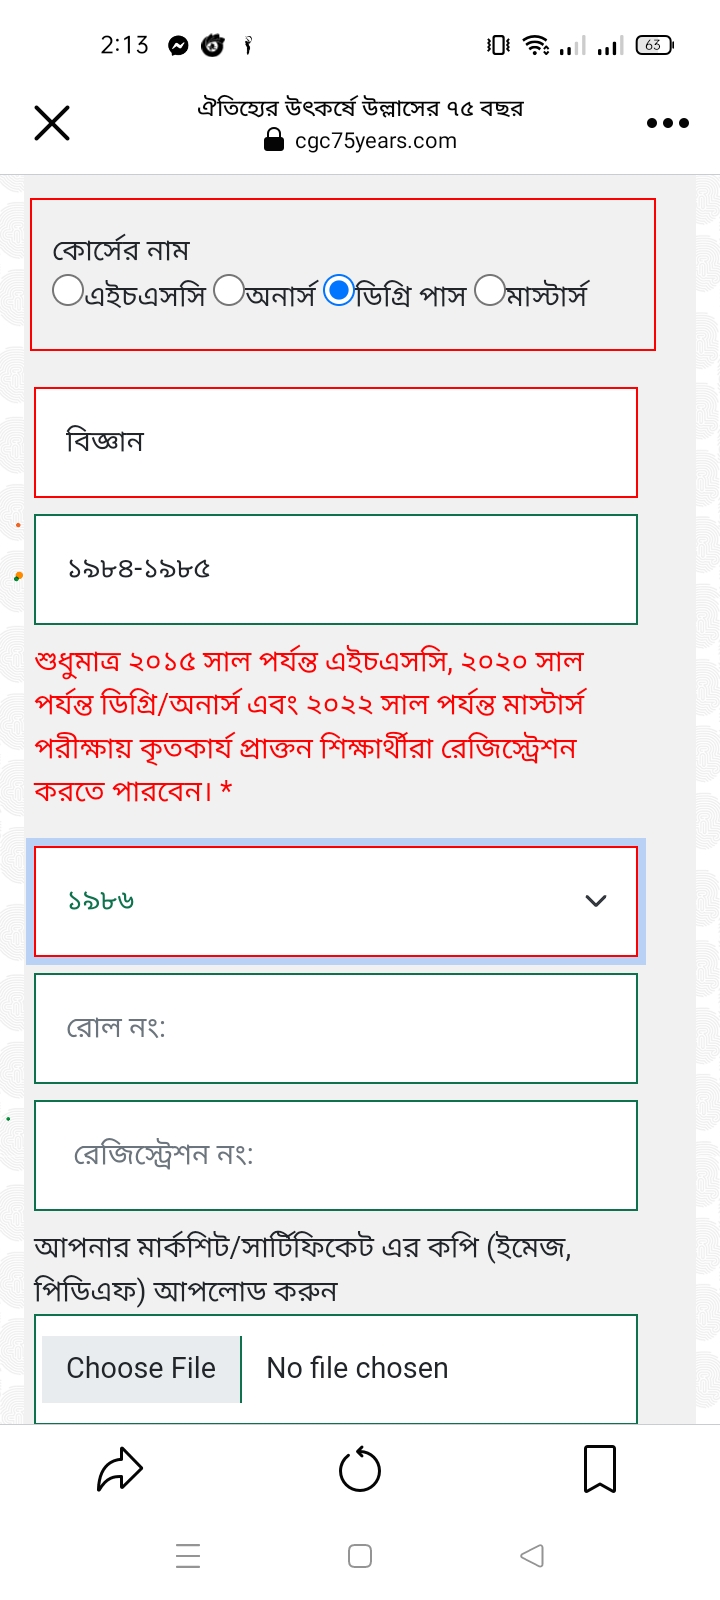 2:13
63
ঐতিহ্যের উৎকর্ষে উল্লাসের ৭৫ বছর
cgc75years.com
কোর্সের নাম
এইচএসসি অনার্স ডিগ্রি পাস মাস্টার্স
বিজ্ঞান
১৯৮৪-১৯৮৫
শুধুমাত্র ২০১৫ সাল পর্যন্ত এইচএসসি, ২০২০ সাল
পর্যন্ত ডিগ্রি/অনার্স এবং ২০২২ সাল পর্যন্ত মাস্টার্স
পরীক্ষায় কৃতকার্য প্রাক্তন শিক্ষার্থীরা রেজিস্ট্রেশন
করতে পারবেন। *
১৯৮৬
রোল নং:
রেজিস্ট্রেশন নং:
আপনার মার্কশিট/সার্টিফিকেট এর কপি (ইমেজ,
পিডিএফ) আপলোড করুন
Choose File No file chosen